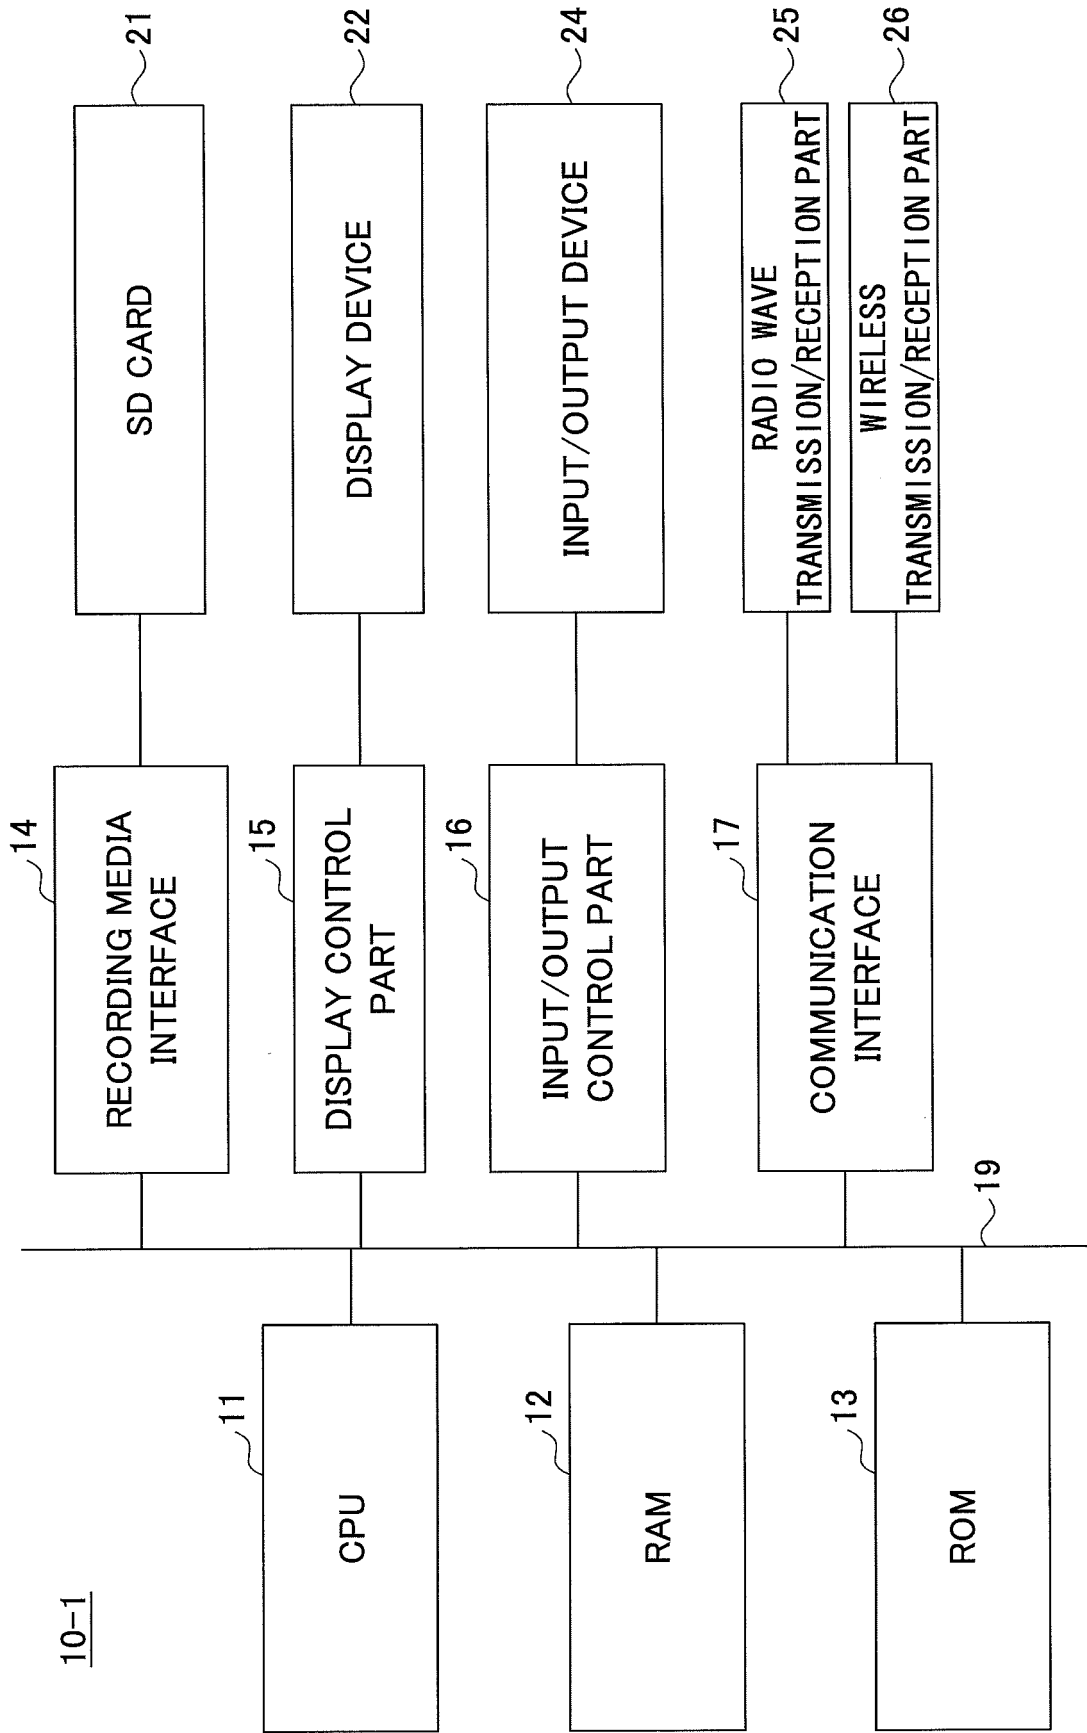 10-1
11
CPU
12
RAM
13
ROM
19
14
RECORDING MEDIA
INTERFACE
15
DISPLAY CONTROL
PART
16
INPUT/OUTPUT
CONTROL PART
17
COMMUNICATION
INTERFACE
21
SD CARD
22
DISPLAY DEVICE
24
INPUT/OUTPUT DEVICE
25
RADIO WAVE
TRANSMISSION/RECEPTION PART
26
WIRELESS
TRANSMISSION/RECEPTION PART